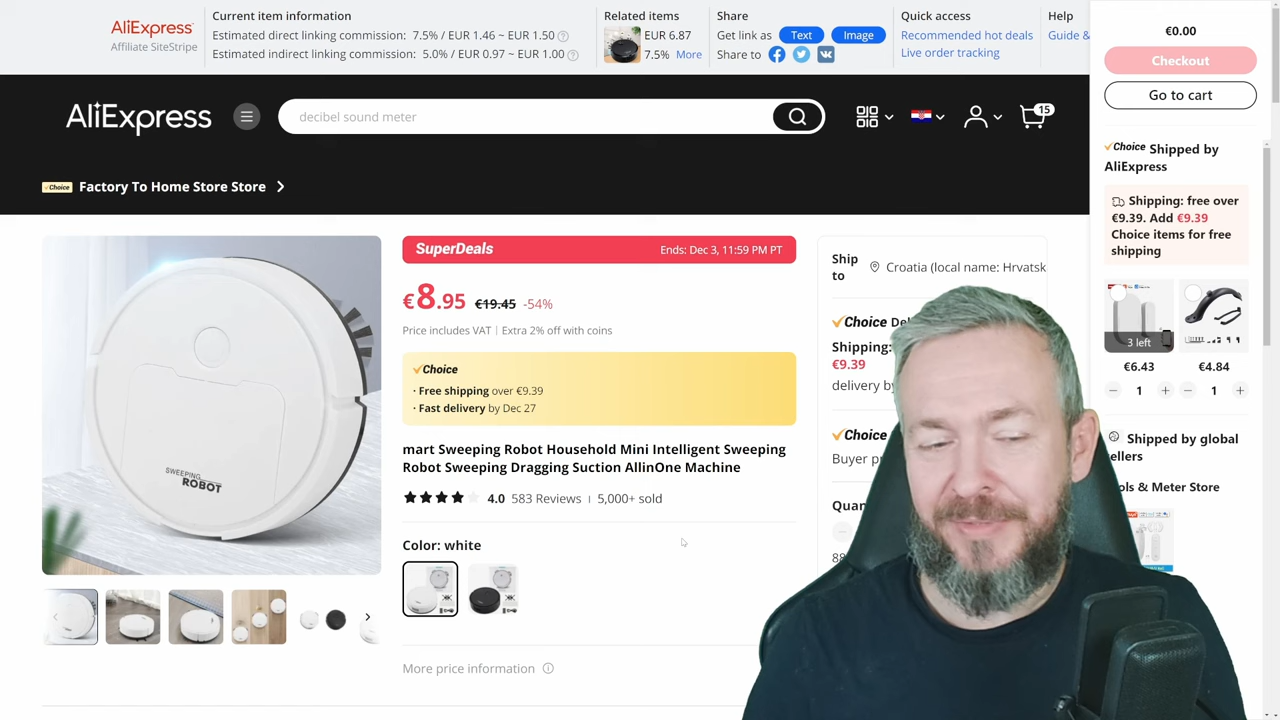 AliExpress
Affiliate SiteStripe
Current item information
Estimated direct linking commission: 7.5% / EUR 1.46 ~ EUR 1.50
Estimated indirect linking commission: 5.0% / EUR 0.97 ~ EUR 1.00
Related items
EUR 6.87
7.5% More
Share
Get link as Text Image
Share to
Quick access
Recommended hot deals
Live order tracking
Help
Guide &
AliExpress
decibel sound meter
15
Choice Factory To Home Store Store
SWEEPING
ROBOT
SuperDeals
Ends: Dec 3, 11:59 PM PT
€8.95 €19.45 -54%
Price includes VAT | Extra 2% off with coins
Choice
· Free shipping over €9.39
· Fast delivery by Dec 27
mart Sweeping Robot Household Mini Intelligent Sweeping
Robot Sweeping Dragging Suction AllinOne Machine
4.0 583 Reviews | 5,000+ sold
Color: white
More price information
Ship
to
Croatia (local name: Hrvatsk
Choice
Shipping:
€9.39
delivery by
Choice
Buyer
€0.00
Checkout
Go to cart
Choice Shipped by
AliExpress
Shipping: free over
€9.39. Add €9.39
Choice items for free
shipping
3 left
€6.43
€4.84
1
1
Shipped by global
ellers
& Meter Store